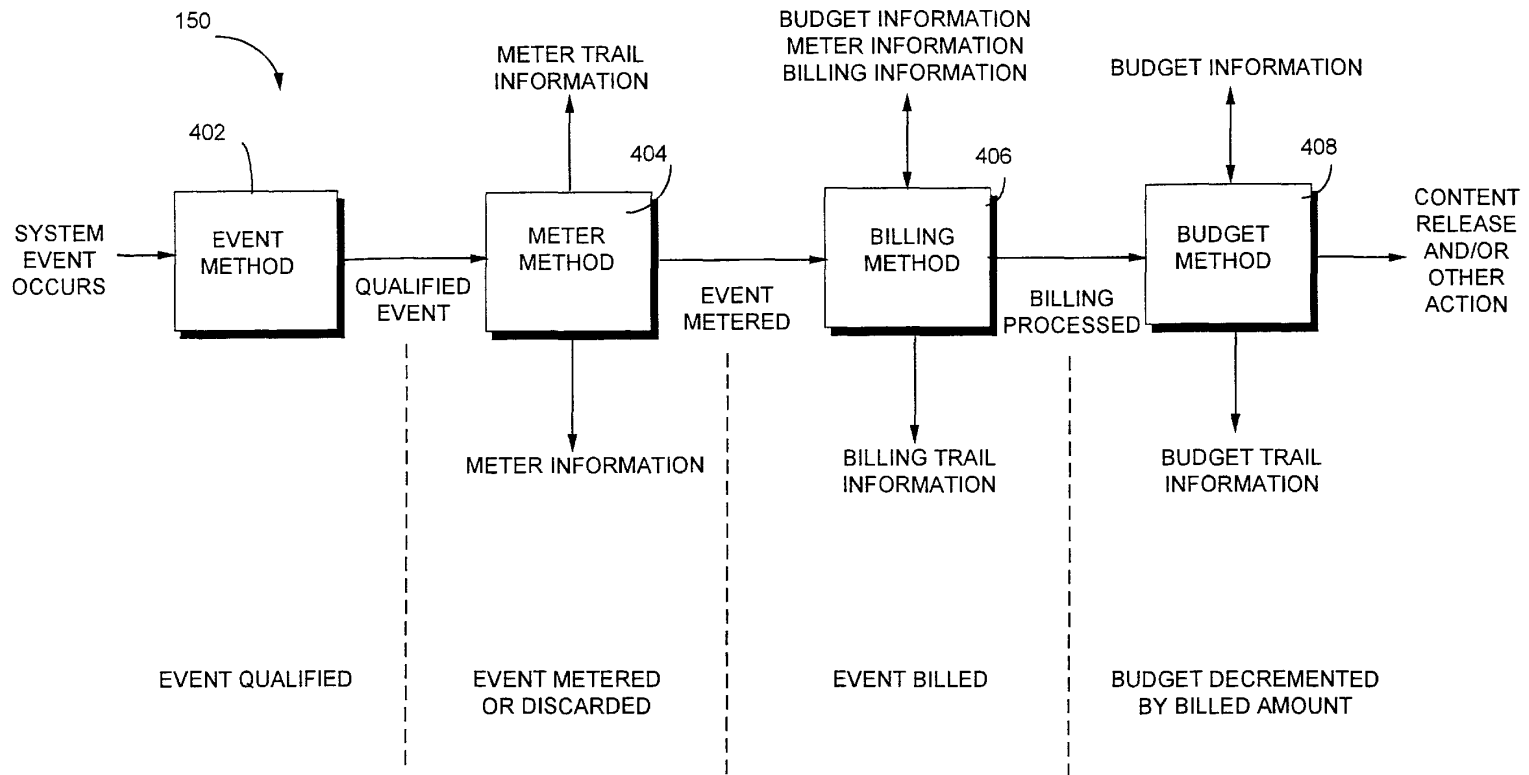 150
METER TRAIL
INFORMATION
BUDGET INFORMATION
METER INFORMATION
BILLING INFORMATION
BUDGET INFORMATION
402
404
406
408
SYSTEM
EVENT
OCCURS
EVENT
METHOD
QUALIFIED
EVENT
METER
METHOD
EVENT
METERED
BILLING
METHOD
BILLING
PROCESSED
BUDGET
METHOD
CONTENT
RELEASE
AND/OR
OTHER
ACTION
METER INFORMATION
BILLING TRAIL
INFORMATION
BUDGET TRAIL
INFORMATION
EVENT QUALIFIED
EVENT METERED
OR DISCARDED
EVENT BILLED
BUDGET DECREMENTED
BY BILLED AMOUNT